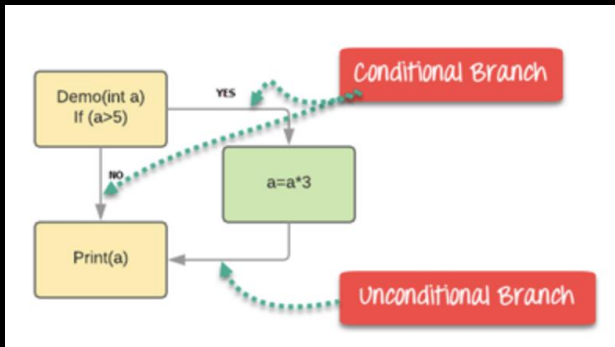 Conditional Branch
Demo(int a)
If (a>5)
YES
NO
a=a*3
Print(a)
Unconditional Branch